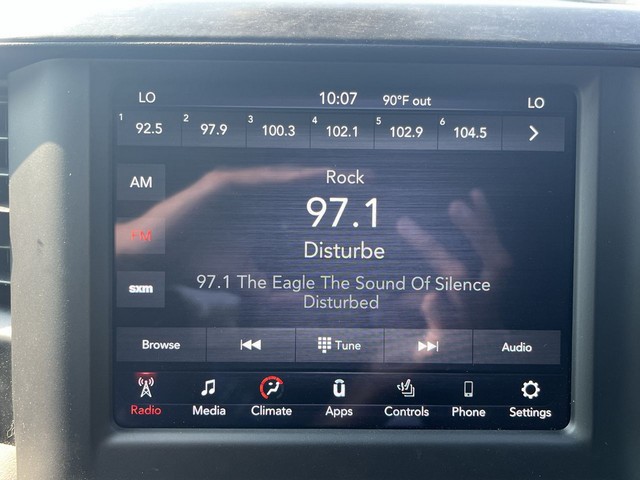 LO 10:07 90°F out LO
1 92.5 2 97.9 3 100.3 4 102.1 5 102.9 6 104.5
AM
Rock
97.1
FM
Disturbe
sxm
97.1 The Eagle The Sound Of Silence
Disturbed
Browse Tune Audio
Radio Media Climate Apps Controls Phone Settings